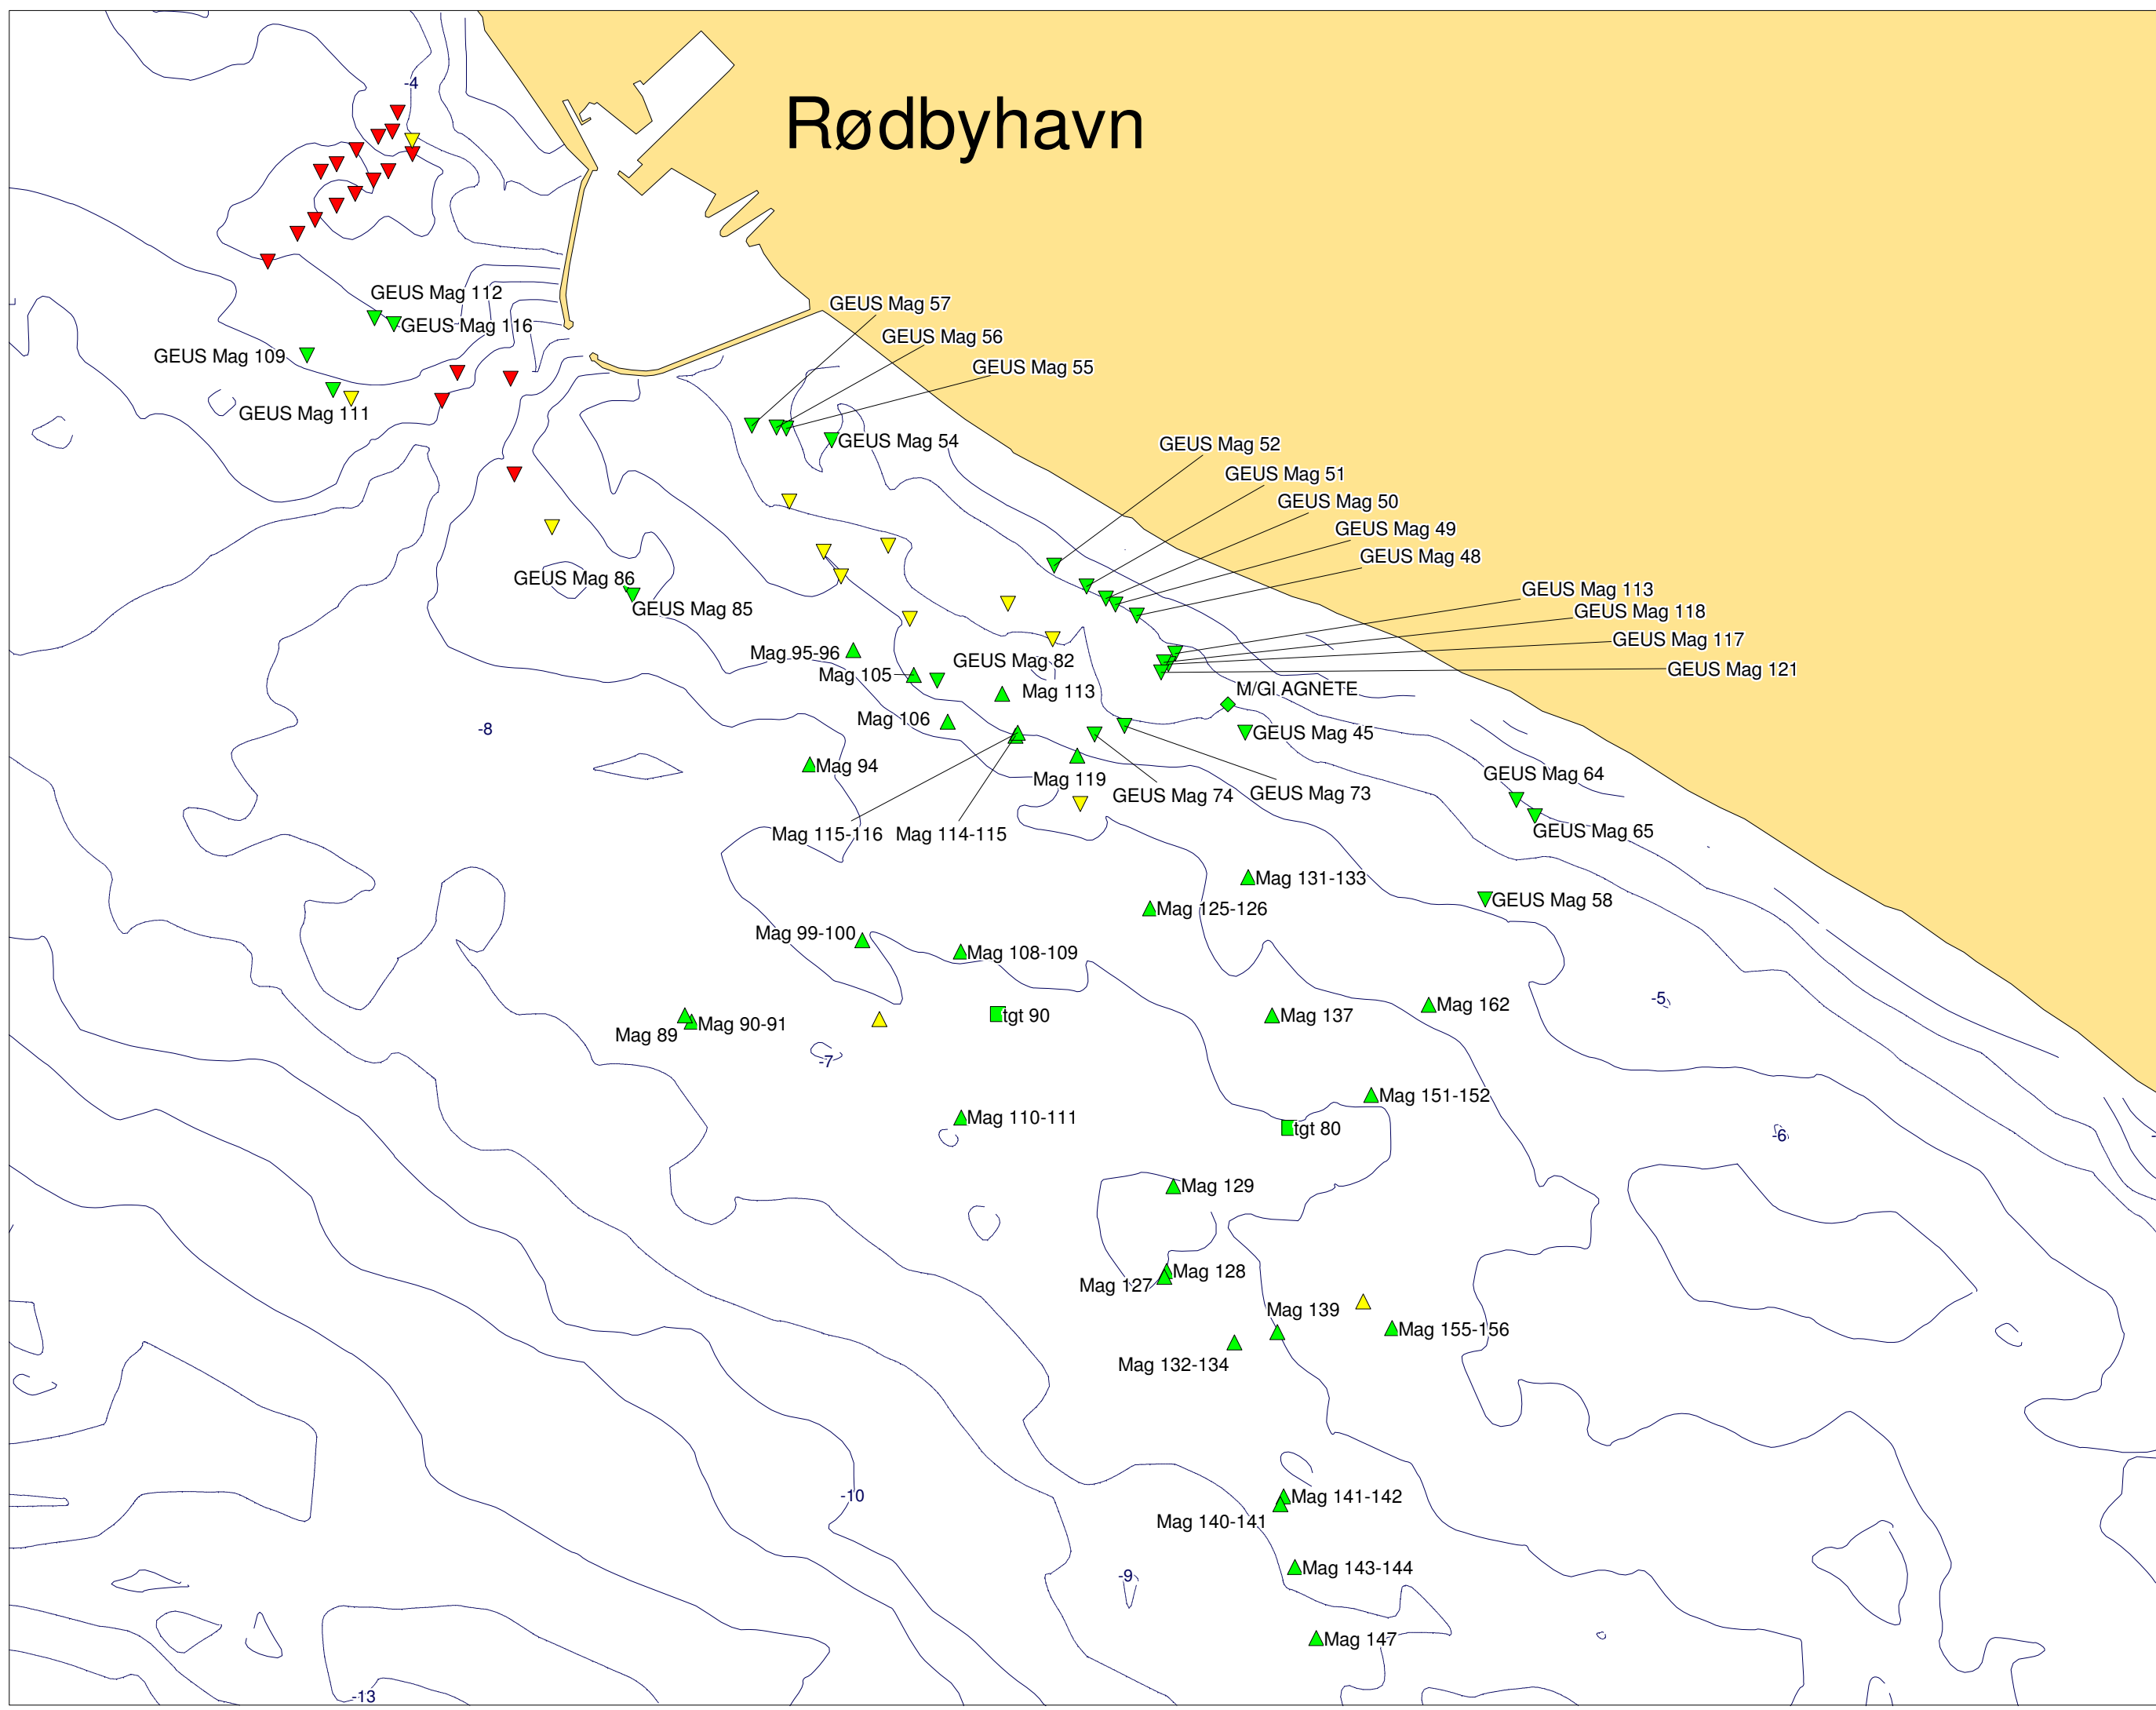 -4
Rødbyhavn
GEUS Mag 112
GEUS Mag 57
GEUS Mag 116
GEUS Mag 56
GEUS Mag 109
GEUS Mag 55
GEUS Mag 111
GEUS Mag 54
GEUS Mag 52
GEUS Mag 51
GEUS Mag 50
GEUS Mag 49
GEUS Mag 48
GEUS Mag 86
GEUS Mag 113
GEUS Mag 85
GEUS Mag 118
GEUS Mag 117
Mag 95-96
GEUS Mag 82
GEUS Mag 121
Mag 105
Mag 113
M/GI AGNETE
Mag 106
-8
GEUS Mag 45
Mag 94
GEUS Mag 64
Mag 119
GEUS Mag 74
GEUS Mag 73
GEUS Mag 65
Mag 115-116
Mag 114-115
Mag 131-133
GEUS Mag 58
Mag 125-126
Mag 99-100
Mag 108-109
-5
Mag 162
tgt 90
Mag 137
Mag 90-91
Mag 89
-7
Mag 151-152
Mag 110-111
tgt 80
-6
Mag 129
Mag 128
Mag 127
Mag 139
Mag 155-156
Mag 132-134
-10
Mag 141-142
Mag 140-141
Mag 143-144
-9
Mag 147
-13